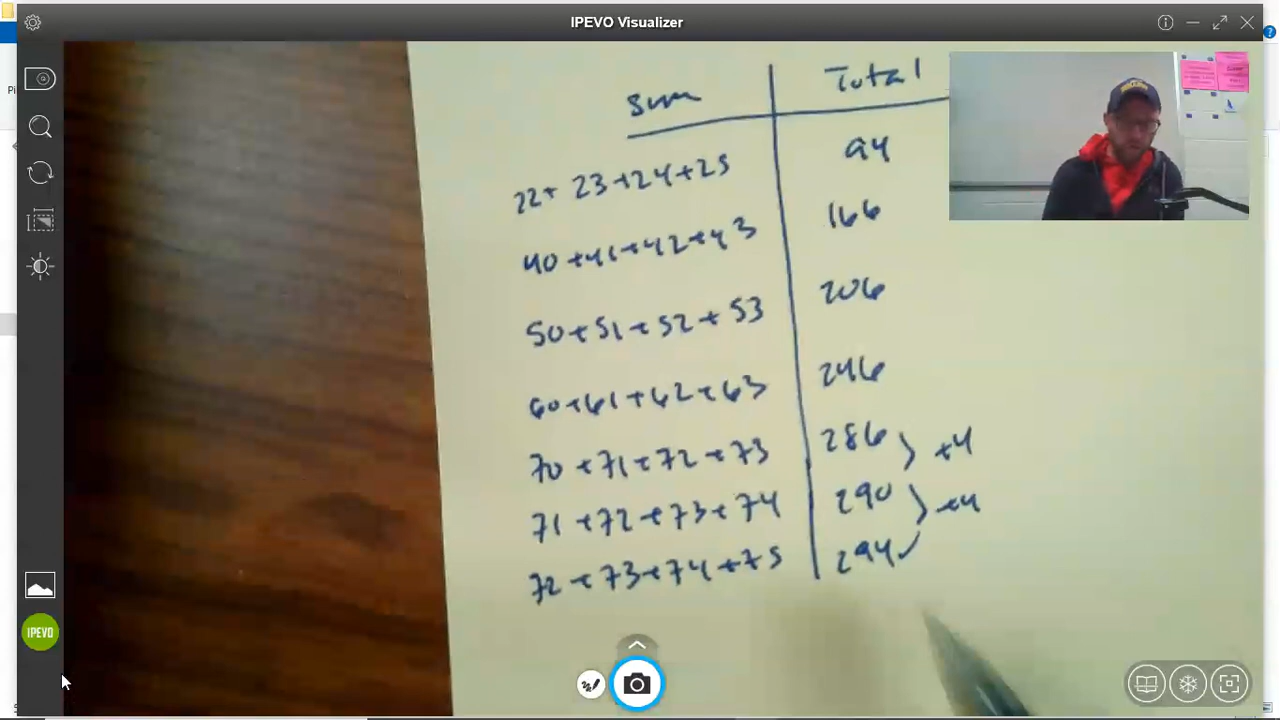 IPEVO Visualizer
Sum Total
22+ 23+24+25 94
40+41+42+43 166
50+51+52+53 206
60+61+62+63 246
70+71+72+73 286 +4
71+72+73+74 290 +4
72+73+74+75 294✓
IPEVO